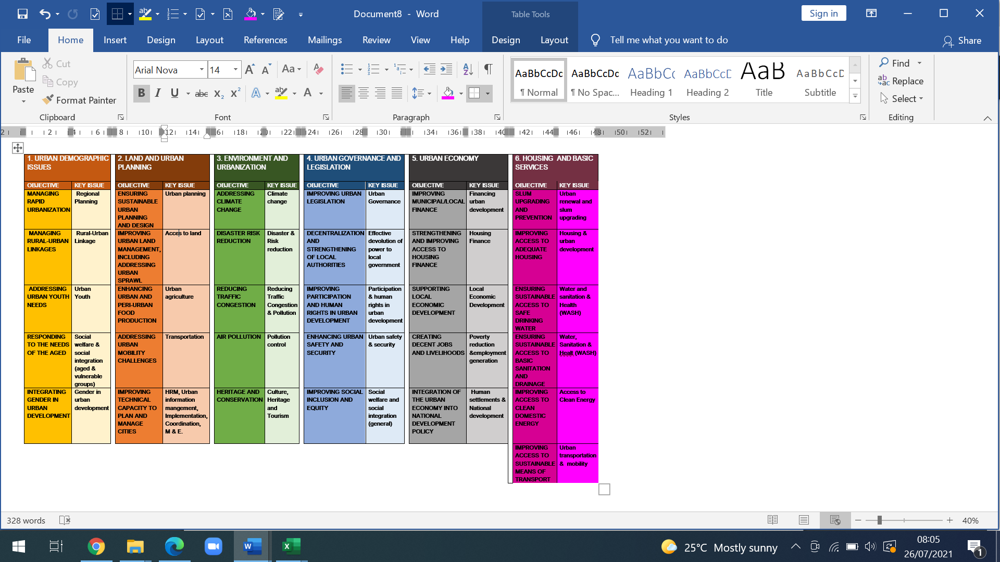 Document8 - Word
Table Tools
Sign in
File
Home
Insert
Design
Layout
References
Mailings
Review
View
Help
Design
Layout
Tell me what you want to do
Share
Paste
Cut
Copy
Format Painter
Clipboard
Arial Nova
14
Font
Paragraph
AaBbCcDc
¶ Normal
AaBbCcDc
¶ No Spac...
AaBbCc
Heading 1
AaBbCcD
Heading 2
AaB
Title
AaBbCcD
Subtitle
Styles
Find
Replace
Select
Editing
1. URBAN DEMOGRAPHIC
ISSUES
OBJECTIVE
KEY ISSUE
MANAGING
RAPID
URBANIZATION
Regional
Planning
MANAGING
RURAL-URBAN
LINKAGES
Rural-Urban
Linkage
ADDRESSING
URBAN YOUTH
NEEDS
Urban
Youth
RESPONDING
TO THE NEEDS
OF THE AGED
Social
welfare &
social
integration
(aged &
vulnerable
groups)
INTEGRATING
GENDER IN
URBAN
DEVELOPMENT
Gender in
urban
development
2. LAND AND URBAN
PLANNING
OBJECTIVE
KEY ISSUE
ENSURING
SUSTAINABLE
URBAN
PLANNING
AND DESIGN
Urban planning
IMPROVING
URBAN LAND
MANAGEMENT,
INCLUDING
ADDRESSING
URBAN
SPRAWL
Acces to land
ENHANCING
URBAN AND
PERI-URBAN
FOOD
PRODUCTION
Urban
agriculture
ADDRESSING
URBAN
MOBILITY
CHALLENGES
Transportation
IMPROVING
TECHNICAL
CAPACITY TO
PLAN AND
MANAGE
CITIES
HRM, Urban
information
mangement,
Implementation,
Coordination,
M & E.
3. ENVIRONMENT AND
URBANIZATION
OBJECTIVE
KEY ISSUE
ADDRESSING
CLIMATE
CHANGE
Climate
change
DISASTER RISK
REDUCTION
Disaster &
Risk
reduction
REDUCING
TRAFFIC
CONGESTION
Reducing
Traffic
Congestion
& Pollution
AIR POLLUTION
Pollution
control
HERITAGE AND
CONSERVATION
Culture,
Heritage
and
Tourism
4. URBAN GOVERNANCE AND
LEGISLATION
OBJECTIVE
KEY ISSUE
IMPROVING URBAN
LEGISLATION
Urban
Governance
DECENTRALIZATION
AND
STRENGTHENING
OF LOCAL
AUTHORITIES
Effective
devolution of
power to
local
government
IMPROVING
PARTICIPATION
AND HUMAN
RIGHTS IN URBAN
DEVELOPMENT
Participation
& human
rights in
urban
development
ENHANCING URBAN
SAFETY AND
SECURITY
Urban safety
& security
IMPROVING SOCIAL
INCLUSION AND
EQUITY
Social
welfare and
social
integration
(general)
5. URBAN ECONOMY
OBJECTIVE
KEY ISSUE
IMPROVING
MUNICIPAL/LOCAL
FINANCE
Financing
urban
development
STRENGTHENING
AND IMPROVING
ACCESS TO
HOUSING
FINANCE
Housing
Finance
SUPPORTING
LOCAL
ECONOMIC
DEVELOPMENT
Local
Economic
Development
CREATING
DECENT JOBS
AND LIVELIHOODS
Poverty
reduction
&employment
generation
INTEGRATION OF
THE URBAN
ECONOMY INTO
NATIONAL
DEVELOPMENT
POLICY
Human
settlements &
National
development
6. HOUSING AND BASIC
SERVICES
OBJECTIVE
KEY ISSUE
SLUM
UPGRADING
AND
PREVENTION
Urban
renewal and
slum
upgrading
IMPROVING
ACCESS TO
ADEQUATE
HOUSING
Housing &
urban
development
ENSURING
SUSTAINABLE
ACCESS TO
SAFE
DRINKING
WATER
Water and
sanitation &
Health
(WASH)
ENSURING
SUSTAINABLE
ACCESS TO
BASIC
SANITATION
AND
DRAINAGE
Water,
Sanitation &
Healt (WASH)
IMPROVING
ACCESS TO
CLEAN
DOMESTIC
ENERGY
Access to
Clean Energy
IMPROVING
ACCESS TO
SUSTAINABLE
MEANS OF
TRANSPORT
Urban
transportation
& mobility
328 words
40%
25°C Mostly sunny
08:05
26/07/2021
1